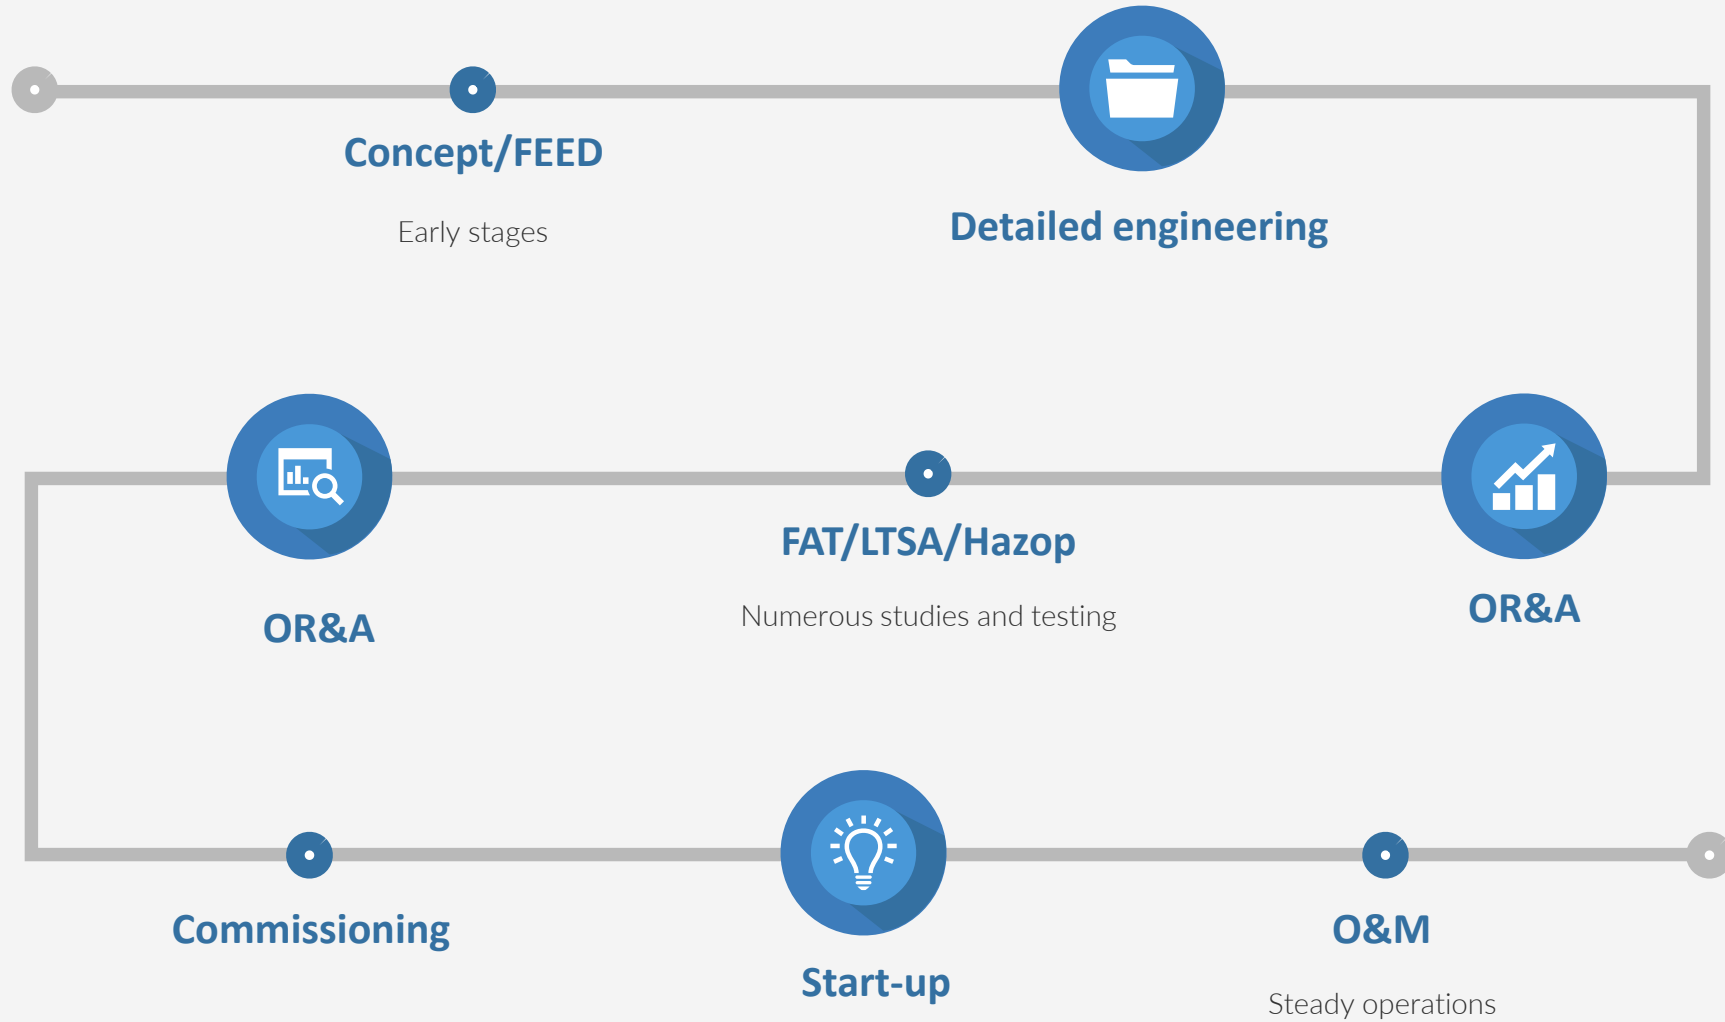 Concept/FEED
Early stages
Detailed engineering
OR&A
FAT/LTSA/Hazop
Numerous studies and testing
OR&A
Commissioning
Start-up
O&M
Steady operations